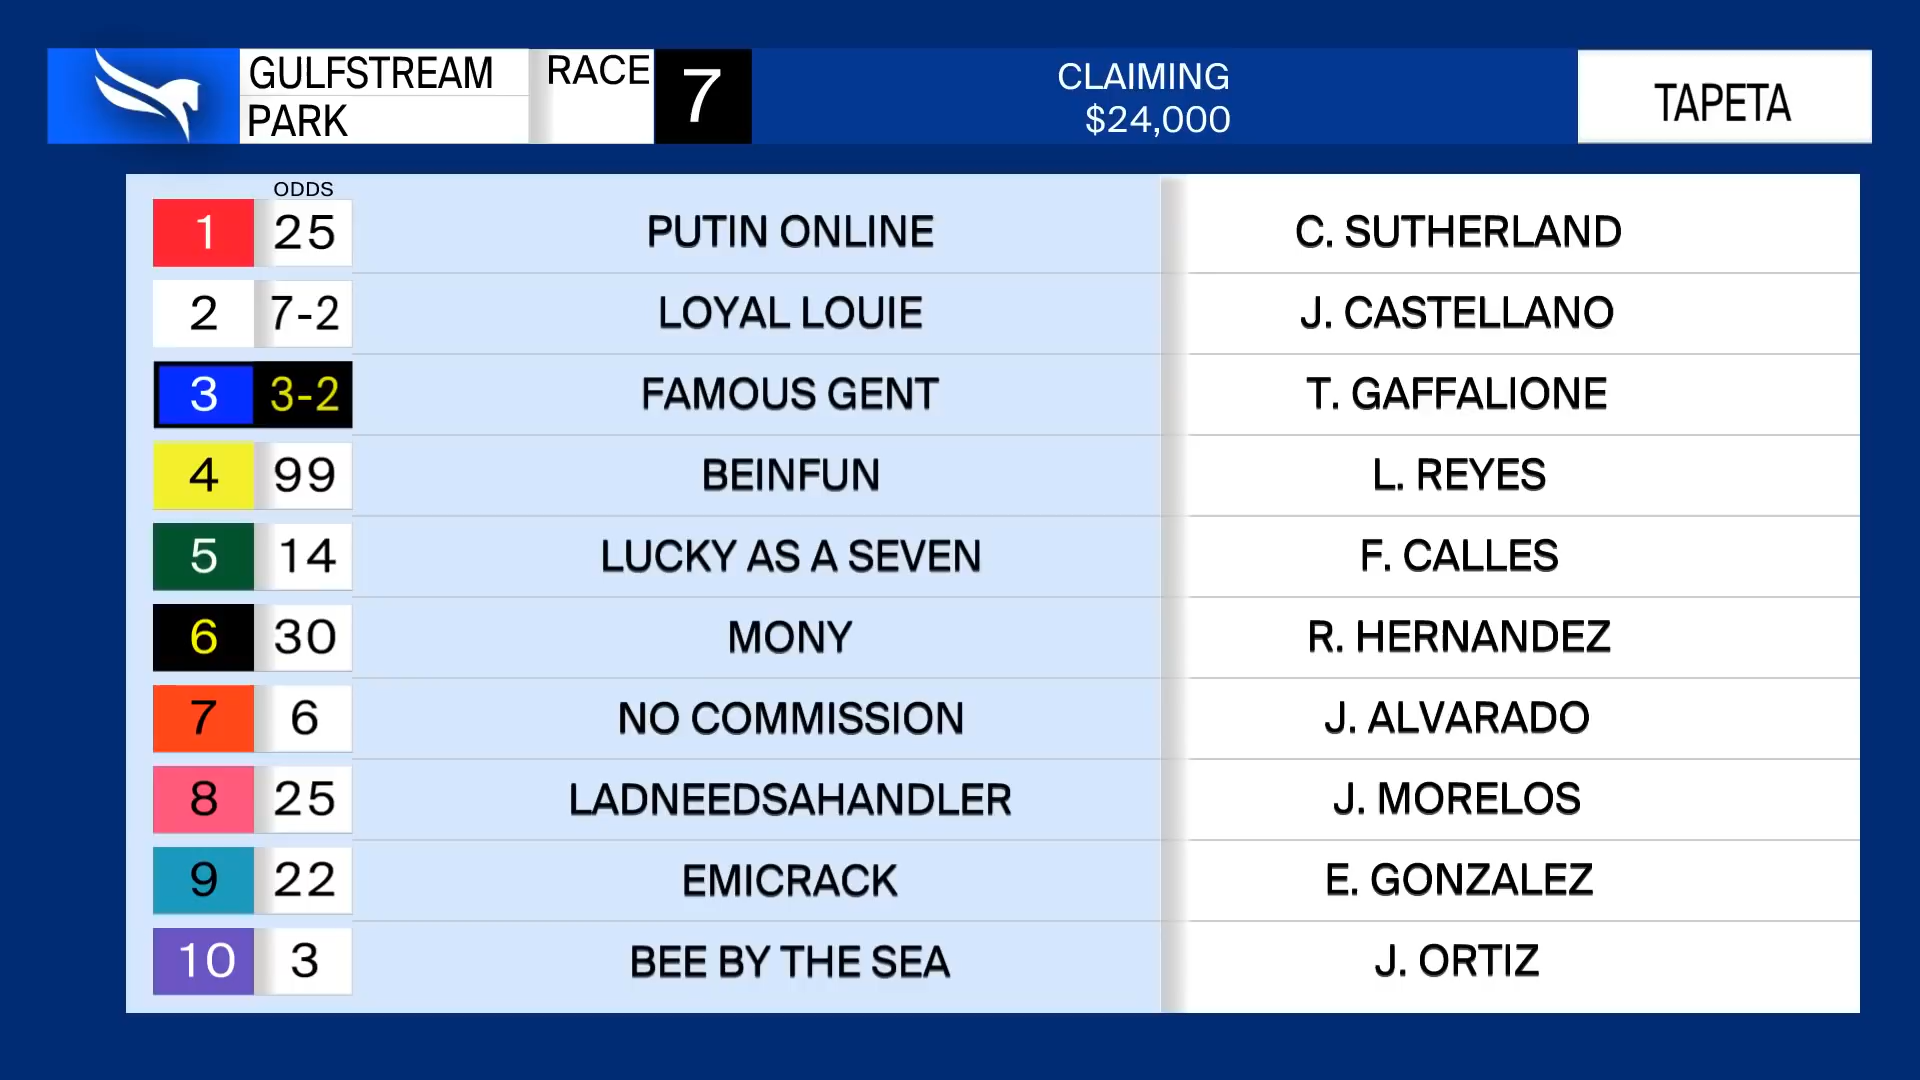 GULFSTREAM
PARK
RACE
7
CLAIMING
$24,000
TAPETA
ODDS
1 25 PUTIN ONLINE C. SUTHERLAND
2 7-2 LOYAL LOUIE J. CASTELLANO
3 3-2 FAMOUS GENT T. GAFFALIONE
4 99 BEINFUN L. REYES
5 14 LUCKY AS A SEVEN F. CALLES
6 30 MONY R. HERNANDEZ
7 6 NO COMMISSION J. ALVARADO
8 25 LADNEEDSAHANDLER J. MORELOS
9 22 EMICRACK E. GONZALEZ
10 3 BEE BY THE SEA J. ORTIZ